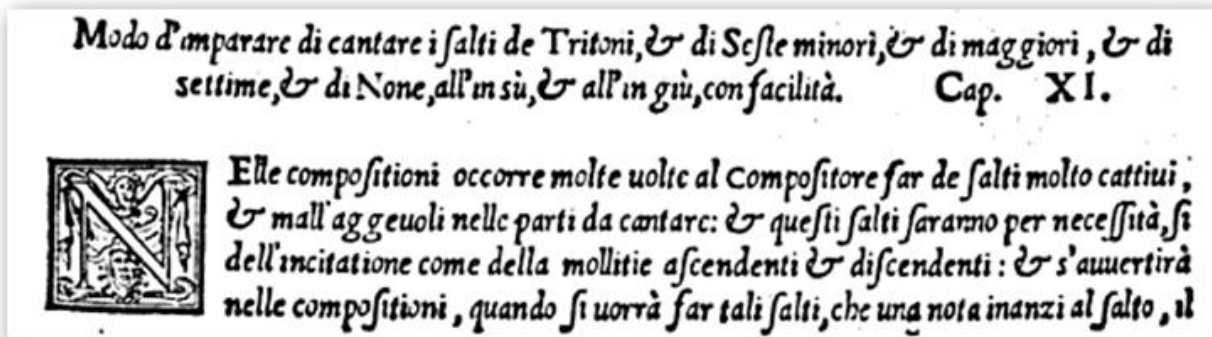 Modo d'imparare di cantare i ſalti de Tritoni, & di Seſte minori, & di maggiori, & di
settime, & di None, all'in sù, & all'in giù, con facilità. Cap. XI.
NElle compoſitioni occorre molte uolte al Compoſitore far de ſalti molto cattiui,
& mall'aggeuoli nelle parti da cantare: & queſti ſalti ſaranno per neceſſità, ſi
dell'incitatione come della mollitie aſcendenti & diſcendenti: & s'auuertirà
nelle compoſitioni, quando ſi uorrà far tali ſalti, che una nota inanzi al ſalto, il